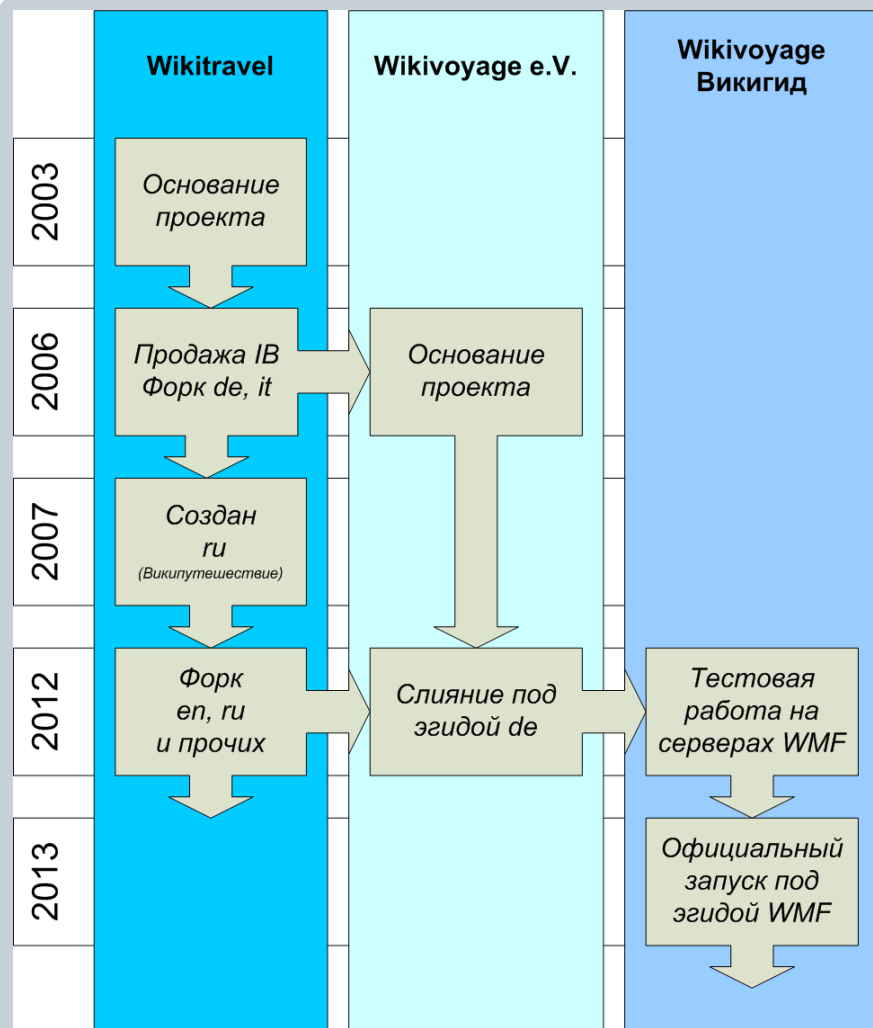 Wikitravel
Wikivoyage e.V.
Wikivoyage
Викигид
2003
Основание
проекта
2006
Продажа IB
Форк de, it
Основание
проекта
2007
Создан
ru
(Википутешествие)
2012
Форк
en, ru
и прочих
Слияние под
эгидой de
Тестовая
работа на
серверах WMF
2013
Официальный
запуск под
эгидой WMF